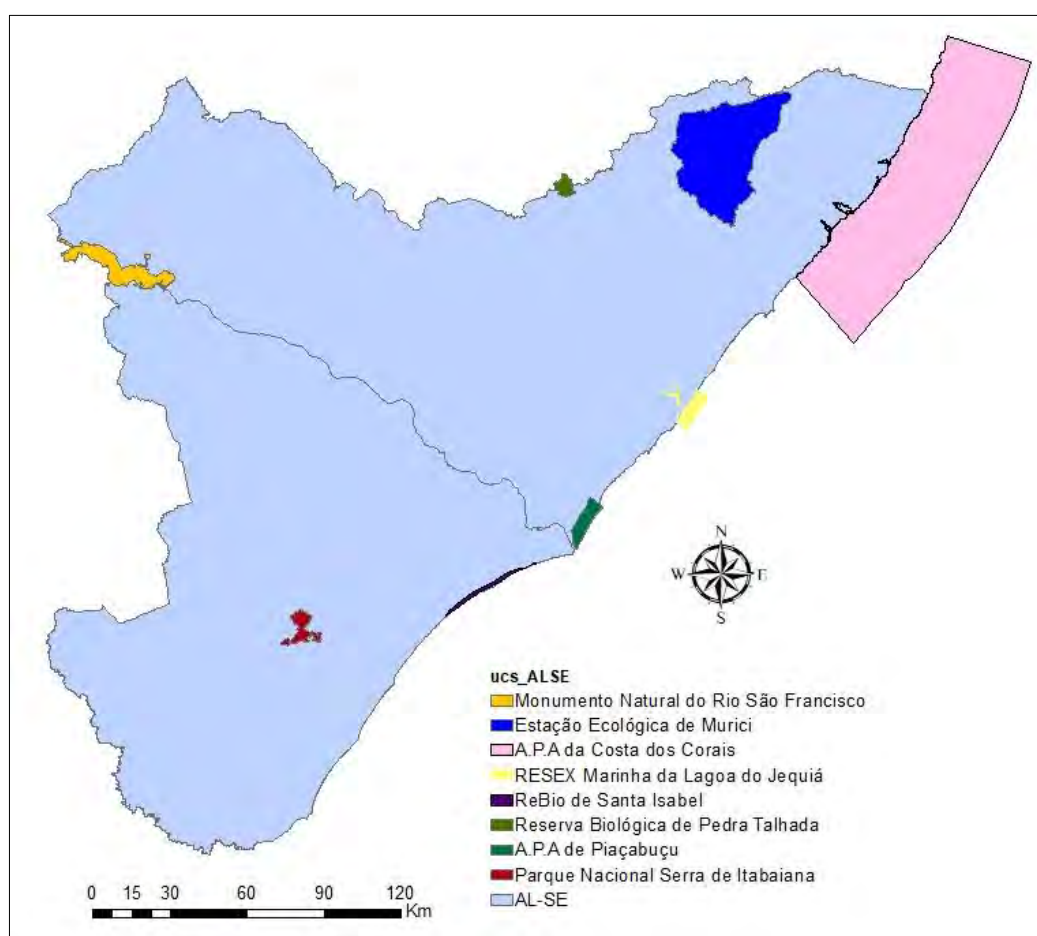 N
W E
S
ucs_ALSE
Monumento Natural do Rio São Francisco
Estação Ecológica de Murici
A.P.A da Costa dos Corais
RESEX Marinha da Lagoa do Jequiá
ReBio de Santa Isabel
Reserva Biológica de Pedra Talhada
A.P.A de Piaçabuçu
Parque Nacional Serra de Itabaiana
AL-SE
0 15 30 60 90 120
Km